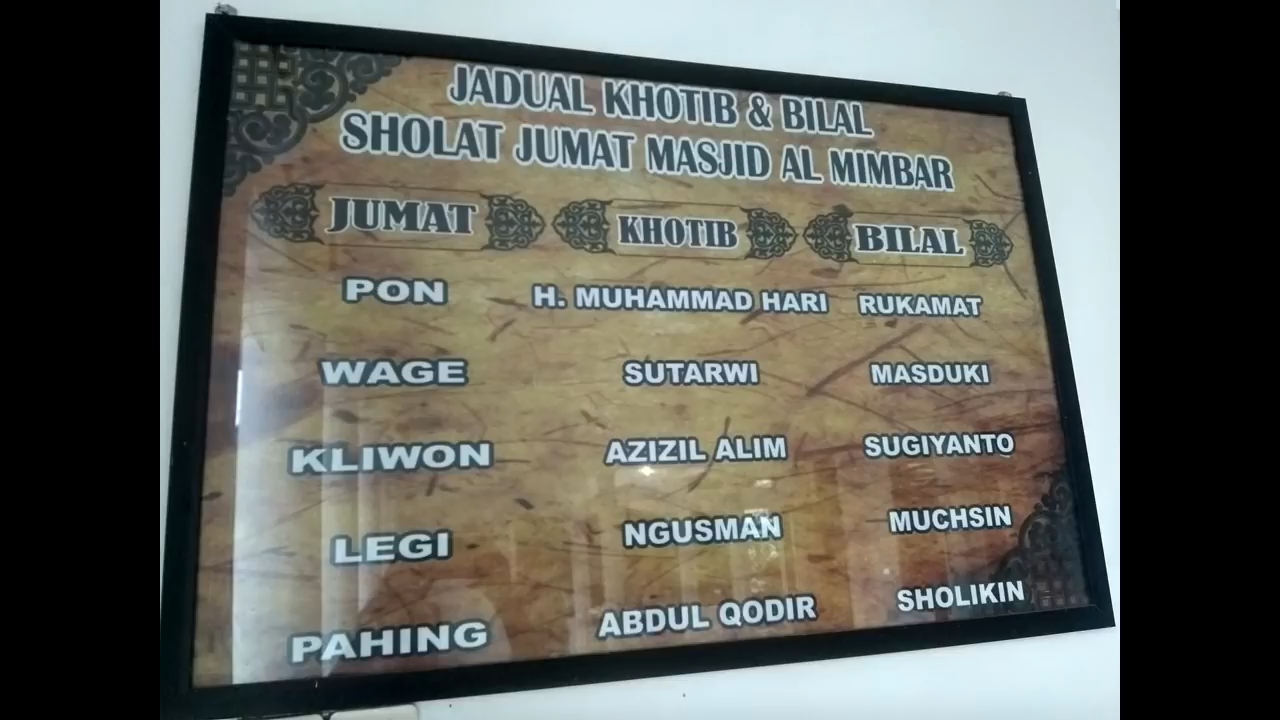 JADUAL KHOTIB & BILAL
SHOLAT JUMAT MASJID AL MIMBAR
JUMAT KHOTIB BILAL
PON H. MUHAMMAD HARI RUKAMAT
WAGE SUTARWI MASDUKI
KLIWON AZIZIL ALIM SUGIYANTO
LEGI NGUSMAN MUCHSIN
PAHING ABDUL QODIR SHOLIKIN